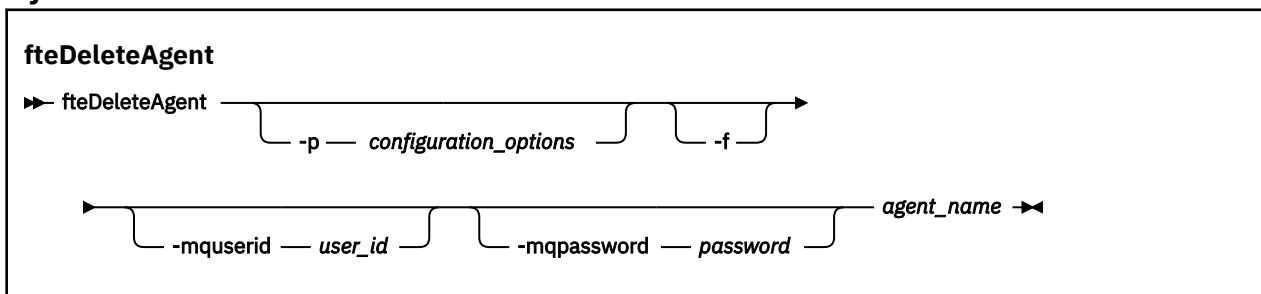 fteDeleteAgent
fteDeleteAgent
-p configuration_options -f
agent_name
-mquserid user_id -mqpassword password